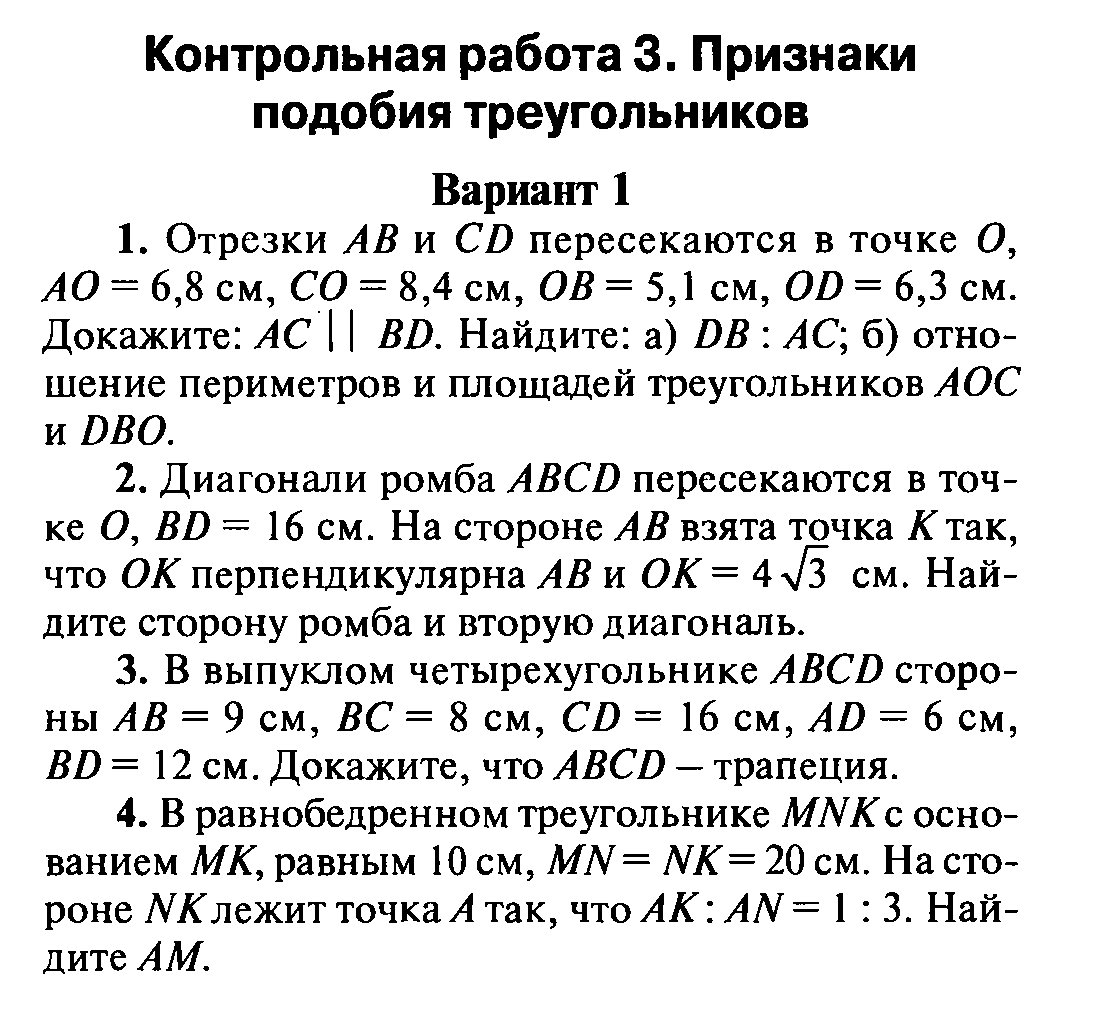 Контрольная работа 3. Признаки
подобия треугольников
Вариант 1
1. Отрезки AB и CD пересекаются в точке O,
AO = 6,8 см, CO = 8,4 см, OB = 5,1 см, OD = 6,3 см.
Докажите: AC || BD. Найдите: а) DB : AC; б) отно-
шение периметров и площадей треугольников AOC
и DBO.
2. Диагонали ромба ABCD пересекаются в точ-
ке O, BD = 16 см. На стороне AB взята точка K так,
что OK перпендикулярна AB и OK = 4√3 см. Най-
дите сторону ромба и вторую диагональ.
3. В выпуклом четырехугольнике ABCD сторо-
ны AB = 9 см, BC = 8 см, CD = 16 см, AD = 6 см,
BD = 12 см. Докажите, что ABCD – трапеция.
4. В равнобедренном треугольнике MNK с осно-
ванием MK, равным 10 см, MN = NK = 20 см. На сто-
роне NK лежит точка A так, что AK : AN = 1 : 3. Най-
дите AM.